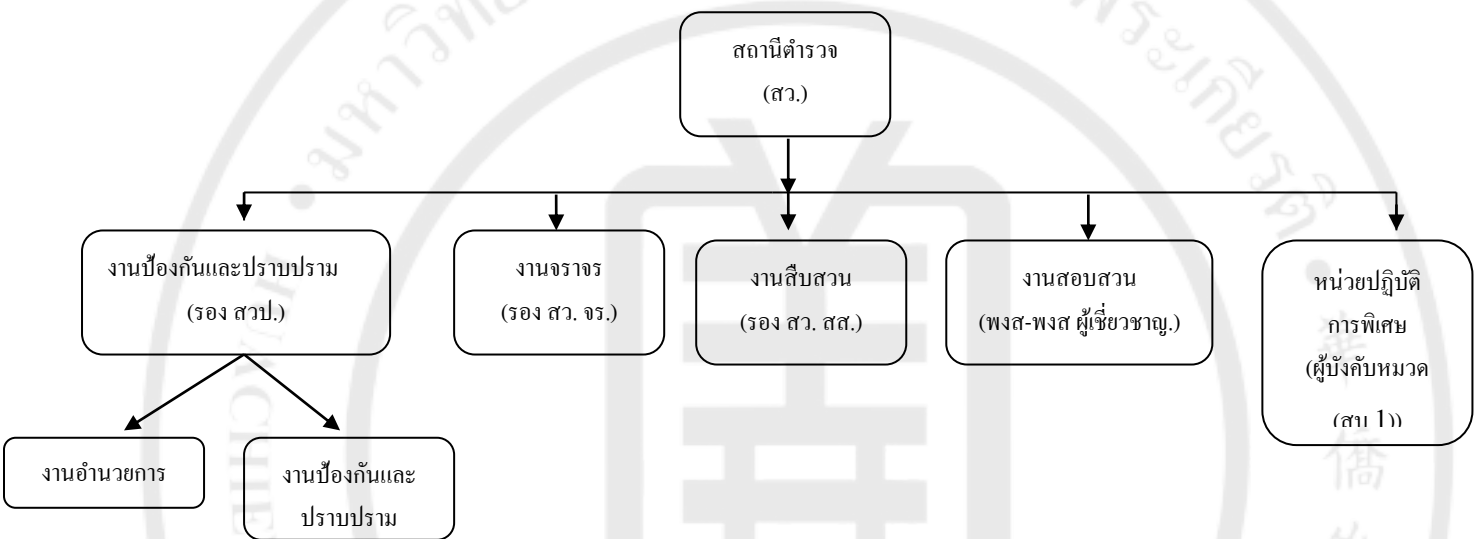 สถานีตำรวจ
(สว.)
งานป้องกันและปราบปราม
(รอง สวป.)
งานจราจร
(รอง สว. จร.)
งานสืบสวน
(รอง สว. สส.)
งานสอบสวน
(พงส-พงส ผู้เชี่ยวชาญ.)
หน่วยปฏิบัติ
การพิเศษ
(ผู้บังคับหมวด
(สบ 1))
งานอำนวยการ
งานป้องกันและ
ปราบปราม